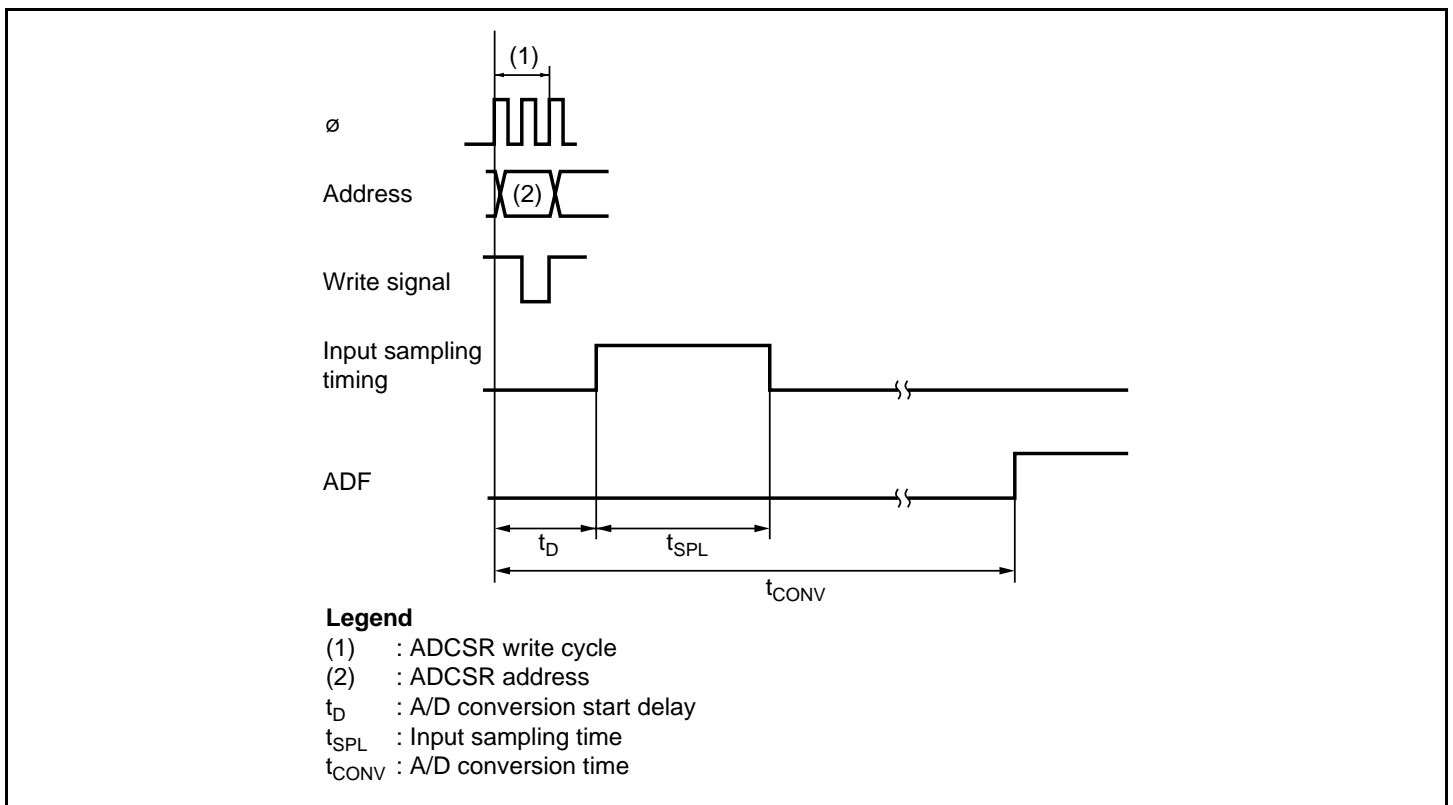 (1)
ø
Address
(2)
Write signal
Input sampling
timing
ADF
tD
tSPL
tCONV
Legend
(1) : ADCSR write cycle
(2) : ADCSR address
tD : A/D conversion start delay
tSPL : Input sampling time
tCONV : A/D conversion time